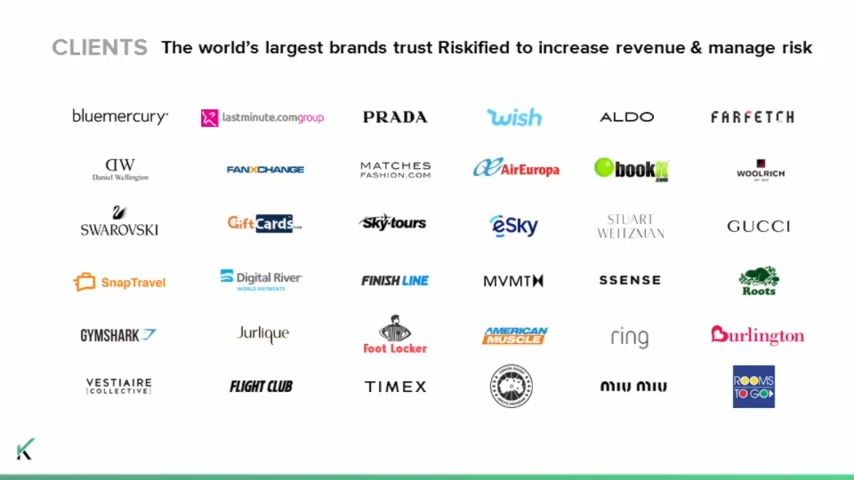 CLIENTS The world's largest brands trust Riskified to increase revenue & manage risk
bluemercury
lastminute.comgroup
PRADA
wish
ALDO
FARFETCH
DW
Daniel Wellington
FANXCHANGE
MATCHES
FASHION.COM
AirEuropa
bookit
.com
WOOLRICH
SWAROVSKI
GiftCards.com
Sky-tours
eSky
STUART
WEITZMAN
GUCCI
SnapTravel
Digital River
WORLD PAYMENTS
FINISH LINE
MVMT
SSENSE
Roots
GYMSHARK
Jurlique
Foot Locker
AMERICAN
MUSCLE
ring
Burlington
VESTIAIRE
|COLLECTIVE|
FLIGHT CLUB
TIMEX
miu miu
ROOMS
TO GO